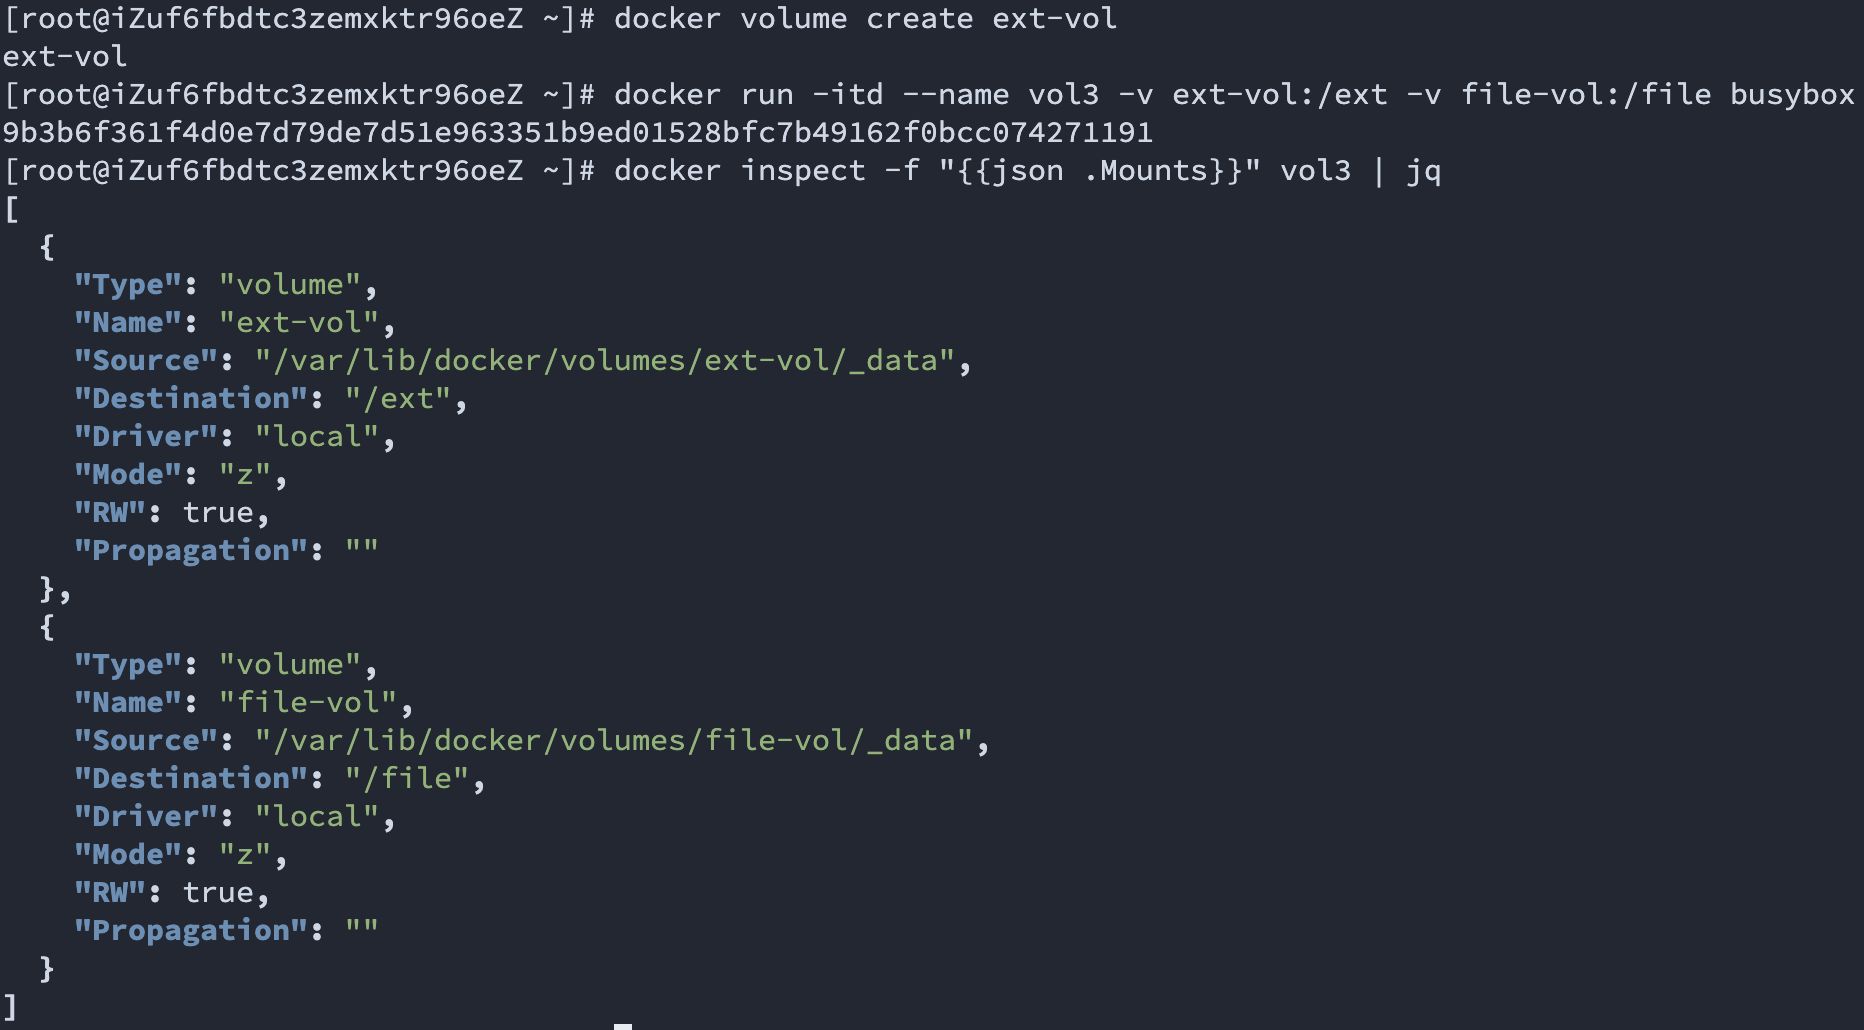 [root@iZuf6fbdtc3zemxktr96oeZ ~]# docker volume create ext-vol
ext-vol
[root@iZuf6fbdtc3zemxktr96oeZ ~]# docker run -itd --name vol3 -v ext-vol:/ext -v file-vol:/file busybox
9b3b6f361f4d0e7d79de7d51e963351b9ed01528bfc7b49162f0bcc074271191
[root@iZuf6fbdtc3zemxktr96oeZ ~]# docker inspect -f "{{json .Mounts}}" vol3 | jq
[
  {
    "Type": "volume",
    "Name": "ext-vol",
    "Source": "/var/lib/docker/volumes/ext-vol/_data",
    "Destination": "/ext",
    "Driver": "local",
    "Mode": "z",
    "RW": true,
    "Propagation": ""
  },
  {
    "Type": "volume",
    "Name": "file-vol",
    "Source": "/var/lib/docker/volumes/file-vol/_data",
    "Destination": "/file",
    "Driver": "local",
    "Mode": "z",
    "RW": true,
    "Propagation": ""
  }
]